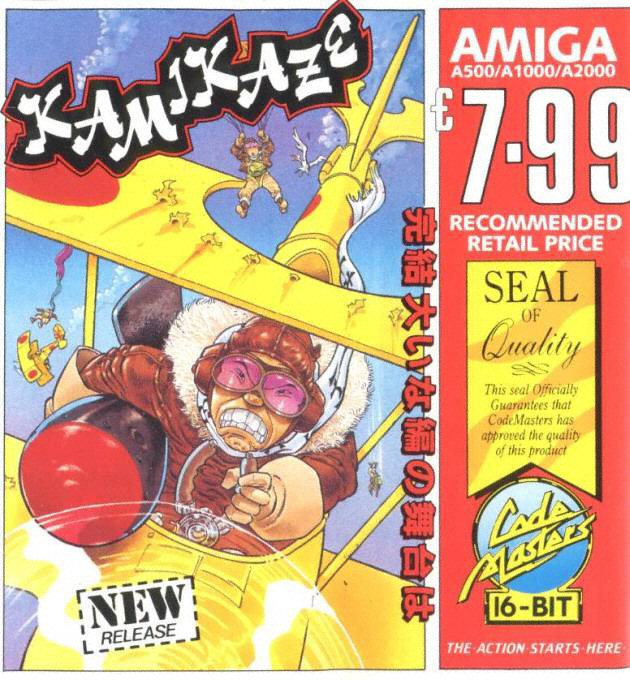 KAMIKAZE
完結大いな編の舞台は
NEW
RELEASE
AMIGA
A500/A1000/A2000
£7·99
RECOMMENDED
RETAIL PRICE
SEAL
OF
Quality
This seal Officially
Guarantees that
CodeMasters has
approved the quality
of this product
Code
Masters
16-BIT
THE·ACTION·STARTS·HERE·